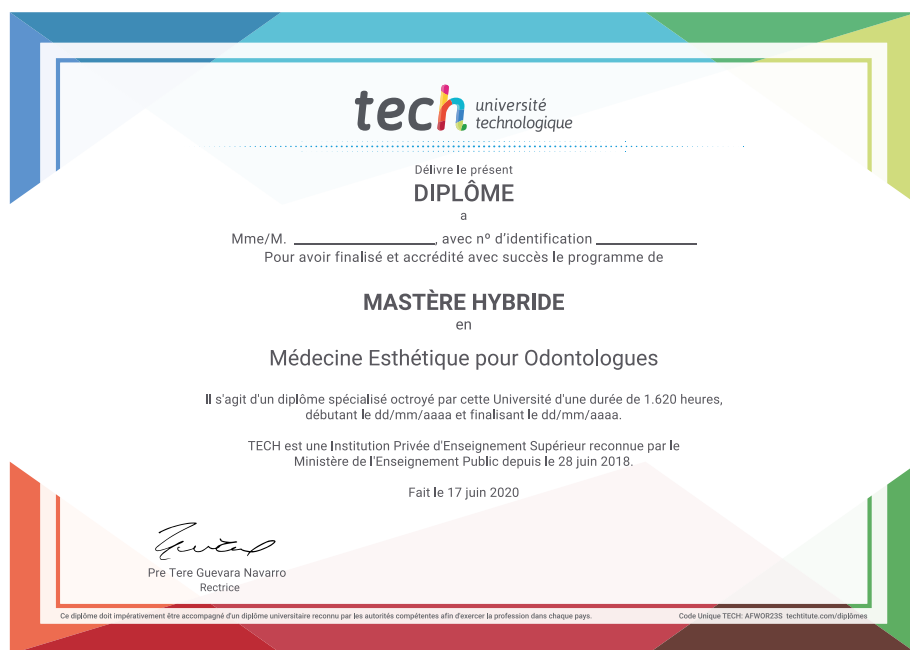 tech université
technologique
Délivre le présent
DIPLÔME
a
Mme/M. _________________, avec nº d'identification ____________
Pour avoir finalisé et accrédité avec succès le programme de
MASTÈRE HYBRIDE
en
Médecine Esthétique pour Odontologues
Il s'agit d'un diplôme spécialisé octroyé par cette Université d'une durée de 1.620 heures,
débutant le dd/mm/aaaa et finalisant le dd/mm/aaaa.
TECH est une Institution Privée d'Enseignement Supérieur reconnue par le
Ministère de l'Enseignement Public depuis le 28 juin 2018.
Fait le 17 juin 2020
Pre Tere Guevara Navarro
Rectrice
Ce diplôme doit impérativement être accompagné d'un diplôme universitaire reconnu par les autorités compétentes afin d'exercer la profession dans chaque pays.
Code Unique TECH: AFWOR23S techtitute.com/diplômes